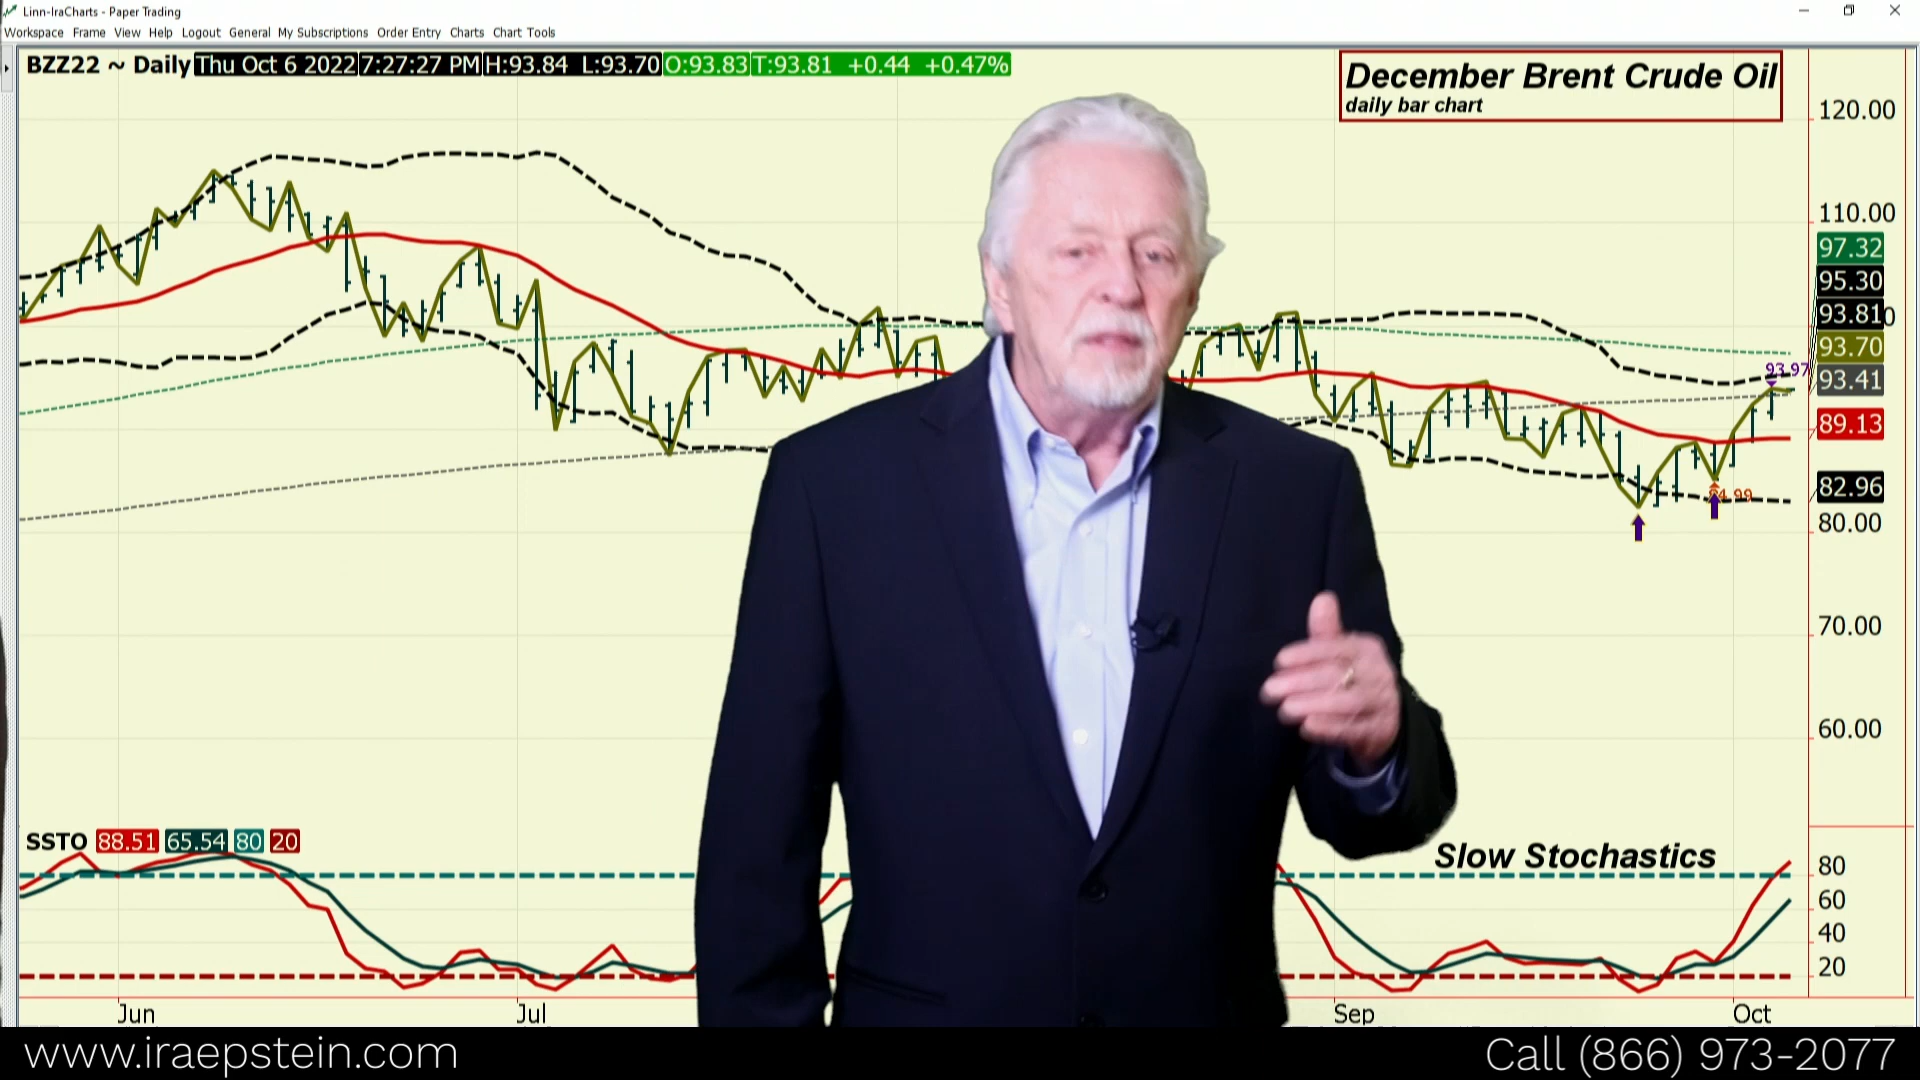 Linn-IraCharts - Paper Trading
Workspace Frame View Help Logout General My Subscriptions Order Entry Charts Chart Tools
BZZ22 ~ Daily Thu Oct 6 2022 7:27:27 PM H:93.84 L:93.70 O:93.83 T:93.81 +0.44 +0.47%
December Brent Crude Oil
daily bar chart
120.00
110.00
97.32
95.30
93.81
93.70
93.97
93.41
89.13
82.96
80.00
70.00
60.00
SSTO 88.51 65.54 80 20
Slow Stochastics
80
60
40
20
Jun Jul Sep Oct
www.iraepstein.com Call (866) 973-2077